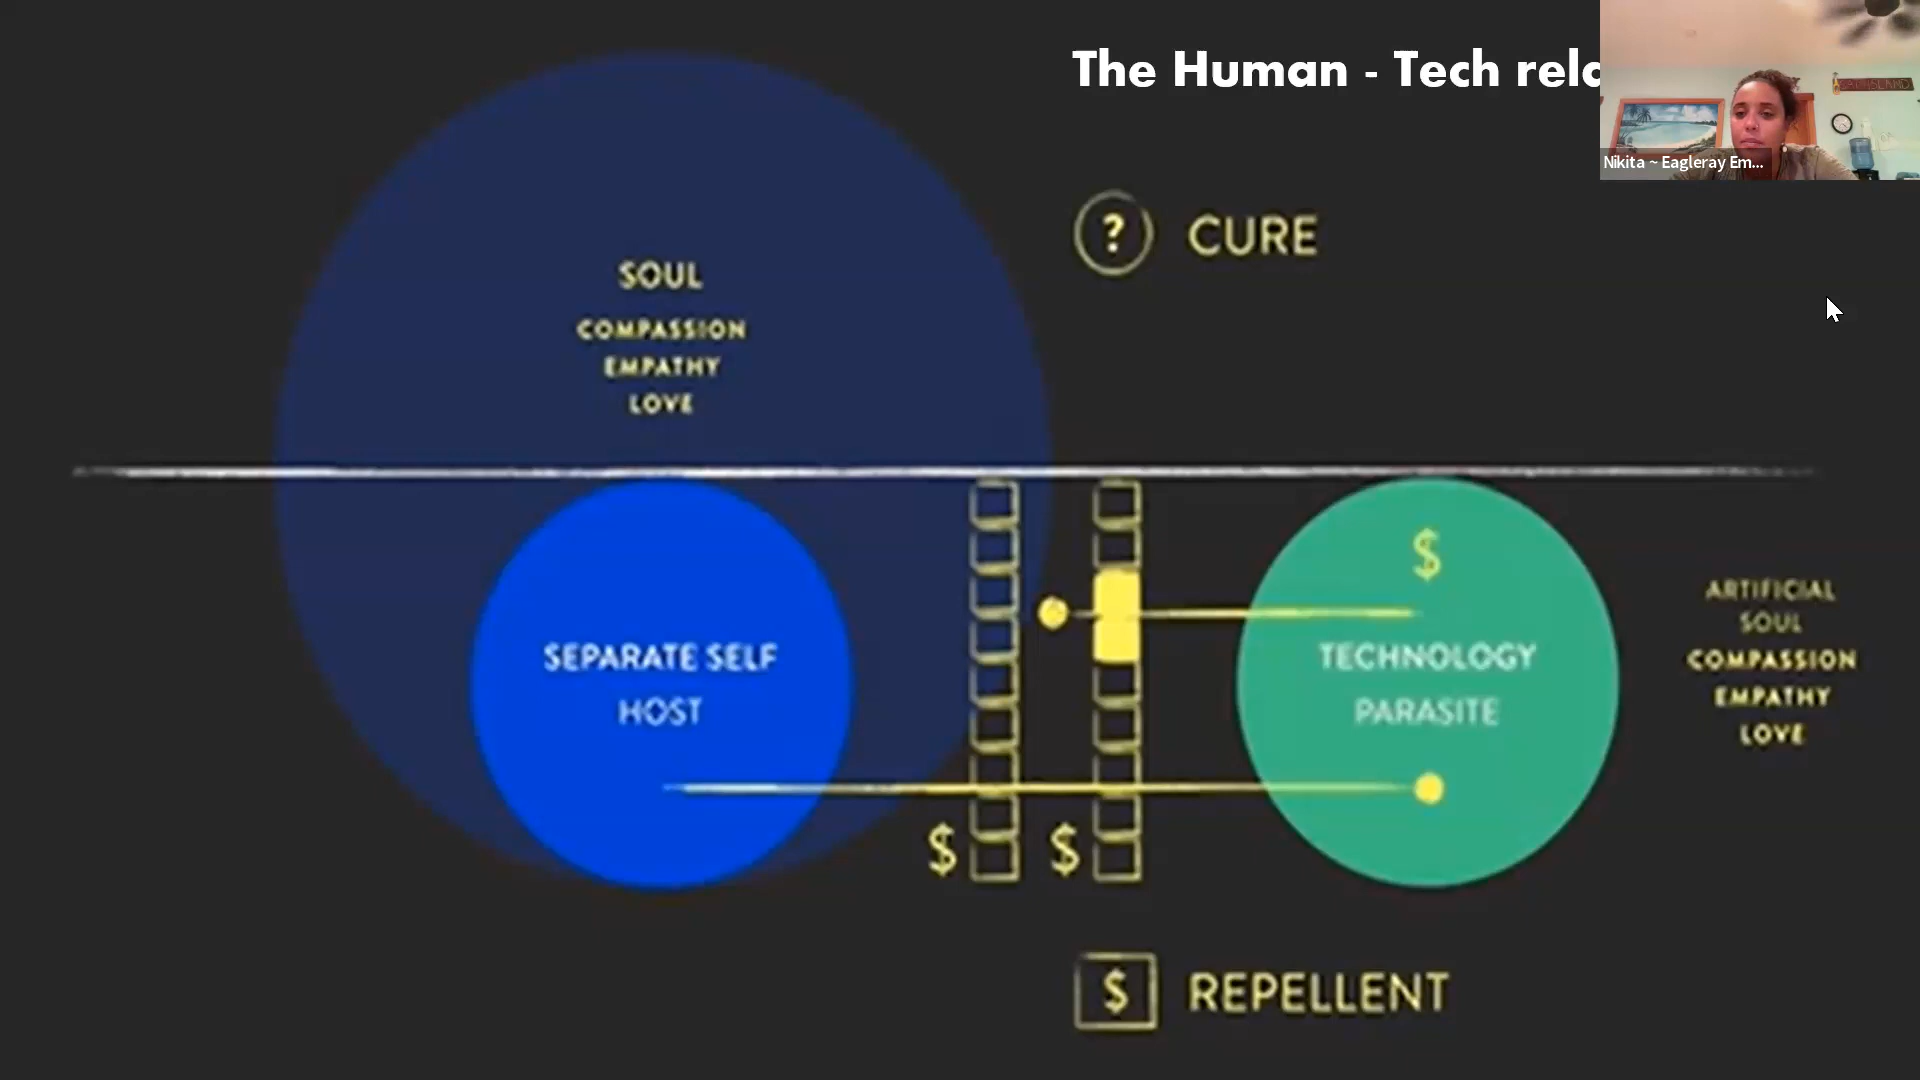 The Human - Tech rela
Nikita ~ Eagleray Em...
? CURE
SOUL
COMPASSION
EMPATHY
LOVE
SEPARATE SELF
HOST
$
TECHNOLOGY
PARASITE
ARTIFICIAL
SOUL
COMPASSION
EMPATHY
LOVE
$ $
$ REPELLENT